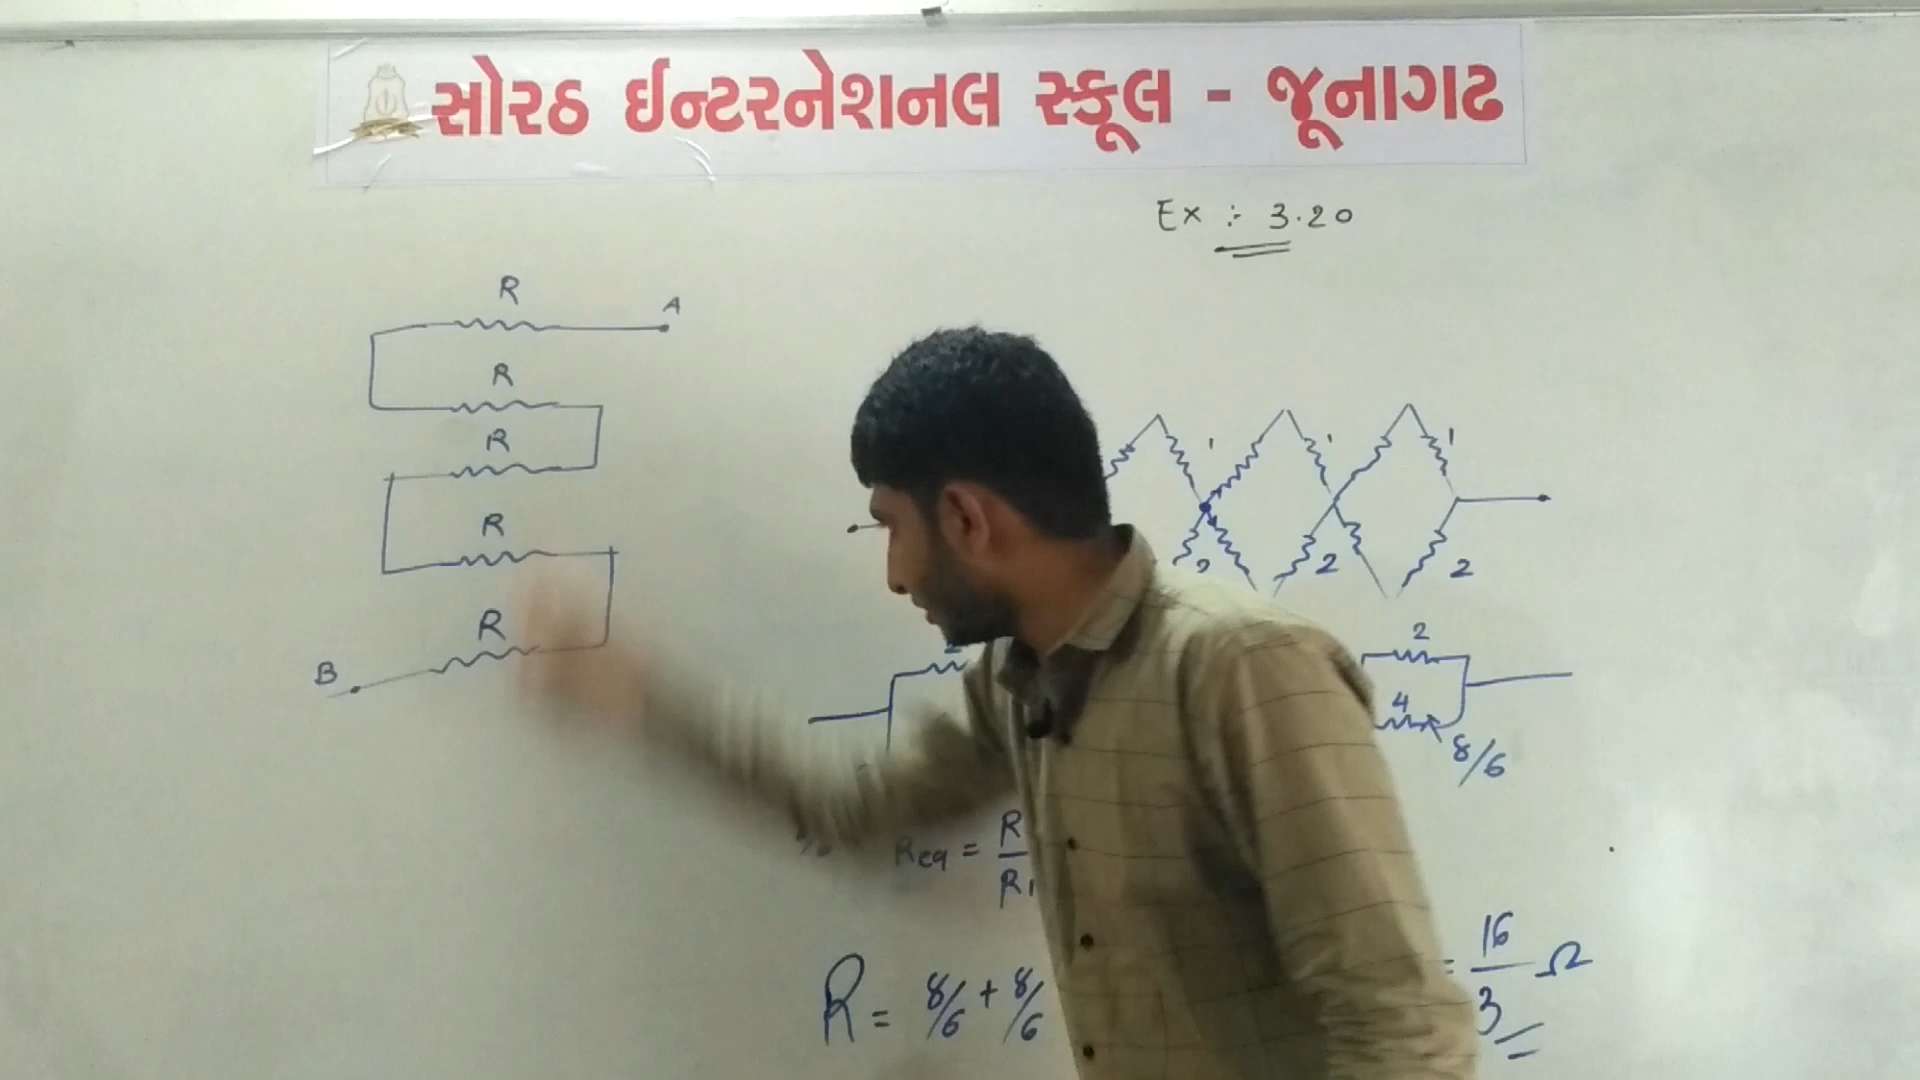 સોરઠ ઈન્ટરનેશનલ સ્કૂલ - જૂનાગઢ
Ex :- 3.20
R
A
R
R
R
R
B
1 1 1
2 2
2
4
8/6
Req = R
R1
R = 8/6 + 8/6 = 16/3 Ω